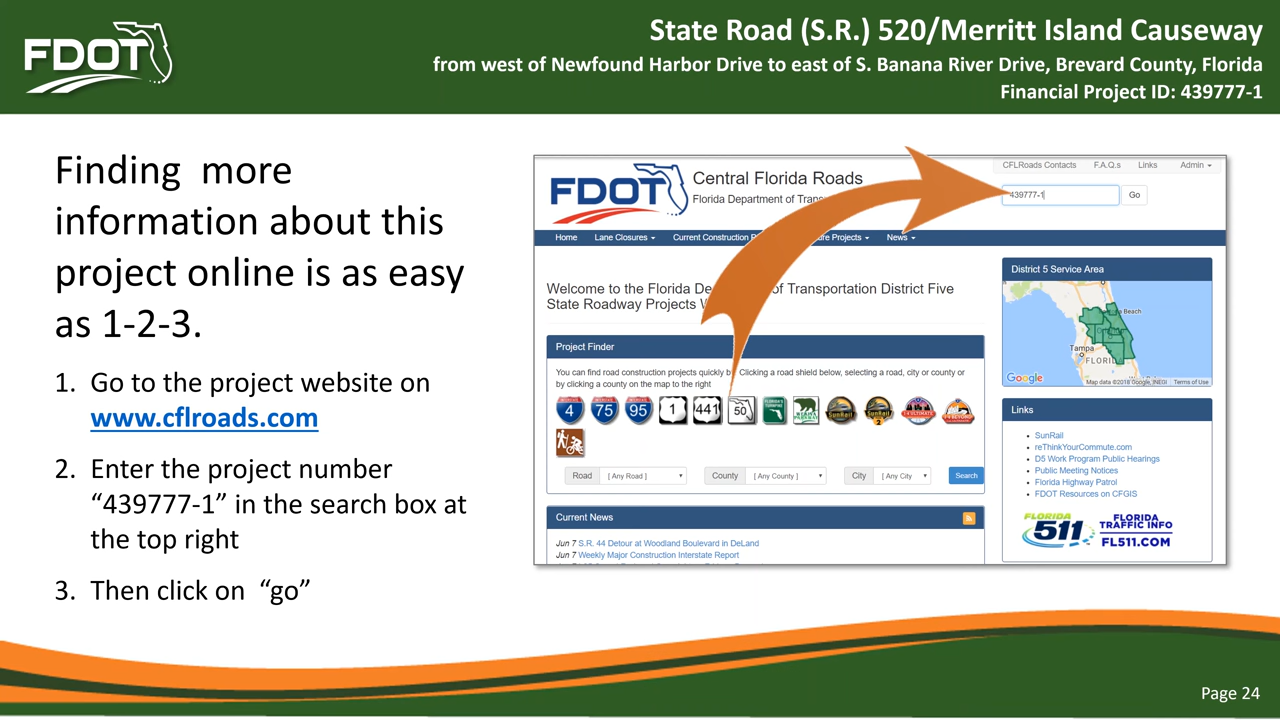 FDOT
State Road (S.R.) 520/Merritt Island Causeway
from west of Newfound Harbor Drive to east of S. Banana River Drive, Brevard County, Florida
Financial Project ID: 439777-1
Finding more
information about this
project online is as easy
as 1-2-3.
1. Go to the project website on
www.cflroads.com
2. Enter the project number
“439777-1” in the search box at
the top right
3. Then click on “go”
CFLRoads Contacts F.A.Q.s Links Admin
FDOT
Central Florida Roads
Florida Department of
439777-1 Go
Home Lane Closures Current Construction Projects News
Welcome to the Florida of Transportation District Five
State Roadway Projects
Project Finder
You can find road construction projects quickly Clicking a road shield below, selecting a road, city or county or
by clicking a county on the map to the right
4 75 95 1 441 50
Road [ Any Road ] County [ Any County ] City [ Any City ] Search
Current News
Jun 7 S.R. 44 Detour at Woodland Boulevard in DeLand
Jun 7 Weekly Major Construction Interstate Report
District 5 Service Area
Beach
Tampa
Google Map data ©2018 Google, INEGI Terms of Use
Links
SunRail
reThinkYourCommute.com
D5 Work Program Public Hearings
Public Meeting Notices
Florida Highway Patrol
FDOT Resources on CFGIS
FLORIDA
511
FLORIDA
TRAFFIC INFO
FL511.COM
Page 24